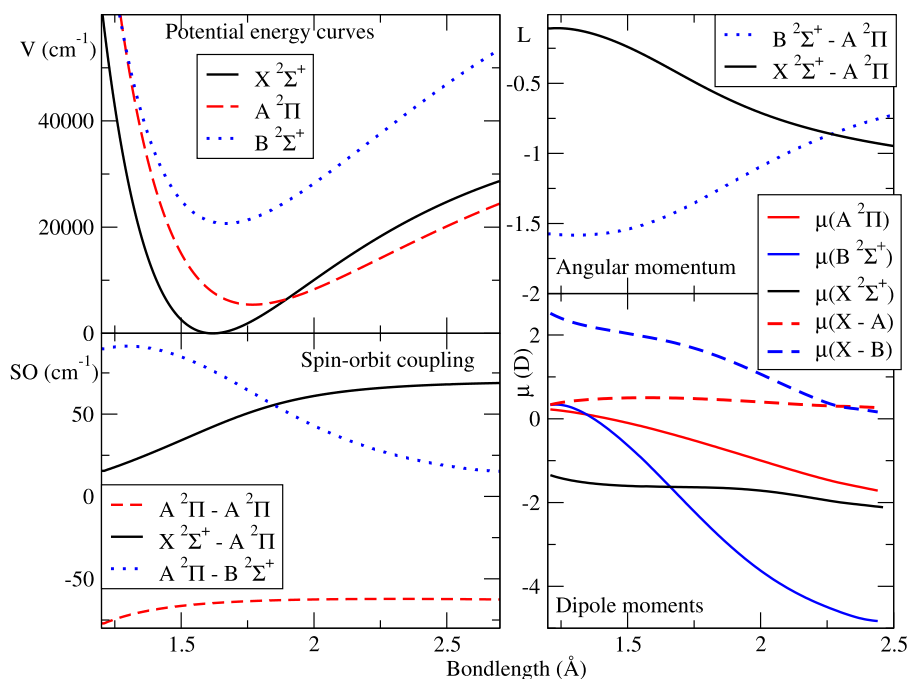 V (cm⁻¹)
Potential energy curves
X ²Σ⁺
A ²Π
B ²Σ⁺
40000
20000
0
L
B ²Σ⁺ - A ²Π
X ²Σ⁺ - A ²Π
-0.5
-1
-1.5
-2
Angular momentum
μ(A ²Π)
μ(B ²Σ⁺)
μ(X ²Σ⁺)
μ(X - A)
μ(X - B)
SO (cm⁻¹)
Spin-orbit coupling
50
0
-50
A ²Π - A ²Π
X ²Σ⁺ - A ²Π
A ²Π - B ²Σ⁺
1.5
2
2.5
μ (D)
2
0
-2
-4
Dipole moments
1.5
2
2.5
Bondlength (Å)